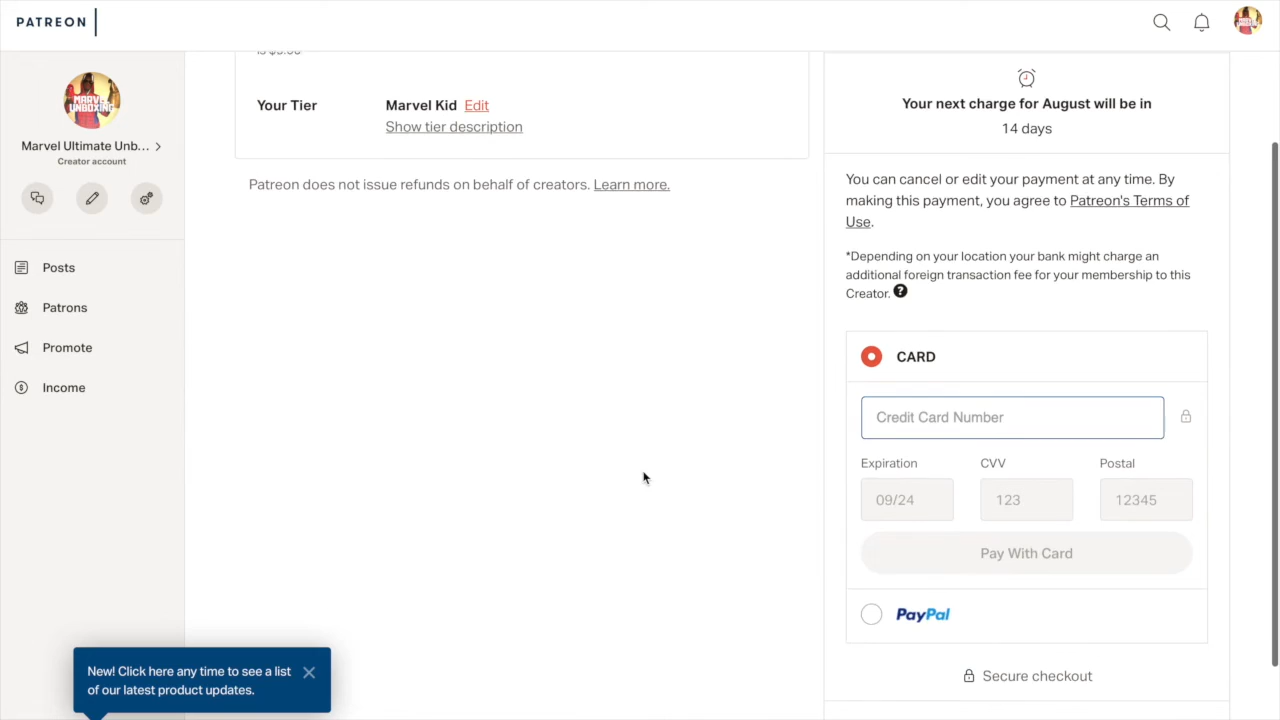 PATREON
MARVEL
UNBOXING
Marvel Ultimate Unb...
Creator account
Posts
Patrons
Promote
Income
New! Click here any time to see a list
of our latest product updates.
Your Tier
Marvel Kid Edit
Show tier description
Patreon does not issue refunds on behalf of creators. Learn more.
Your next charge for August will be in
14 days
You can cancel or edit your payment at any time. By
making this payment, you agree to Patreon's Terms of
Use.
*Depending on your location your bank might charge an
additional foreign transaction fee for your membership to this
Creator. ?
CARD
Credit Card Number
Expiration CVV Postal
09/24 123 12345
Pay With Card
PayPal
Secure checkout